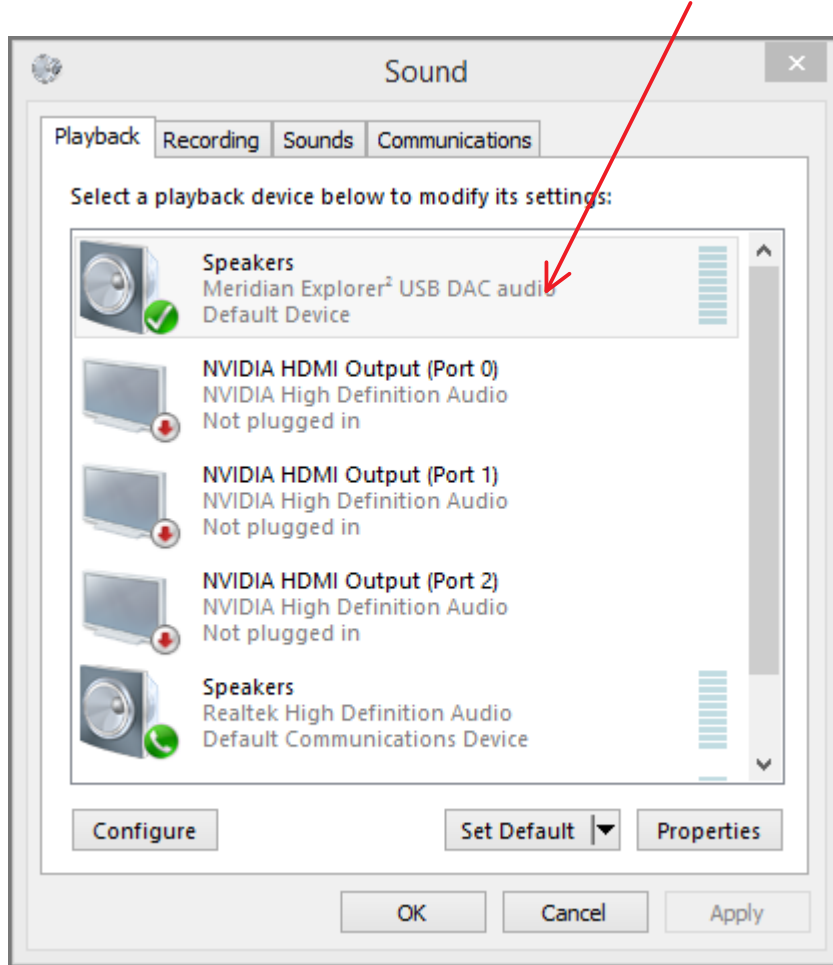 Sound
Playback Recording Sounds Communications
Select a playback device below to modify its settings:
Speakers
Meridian Explorer² USB DAC audio
Default Device
NVIDIA HDMI Output (Port 0)
NVIDIA High Definition Audio
Not plugged in
NVIDIA HDMI Output (Port 1)
NVIDIA High Definition Audio
Not plugged in
NVIDIA HDMI Output (Port 2)
NVIDIA High Definition Audio
Not plugged in
Speakers
Realtek High Definition Audio
Default Communications Device
Configure Set Default Properties
OK Cancel Apply